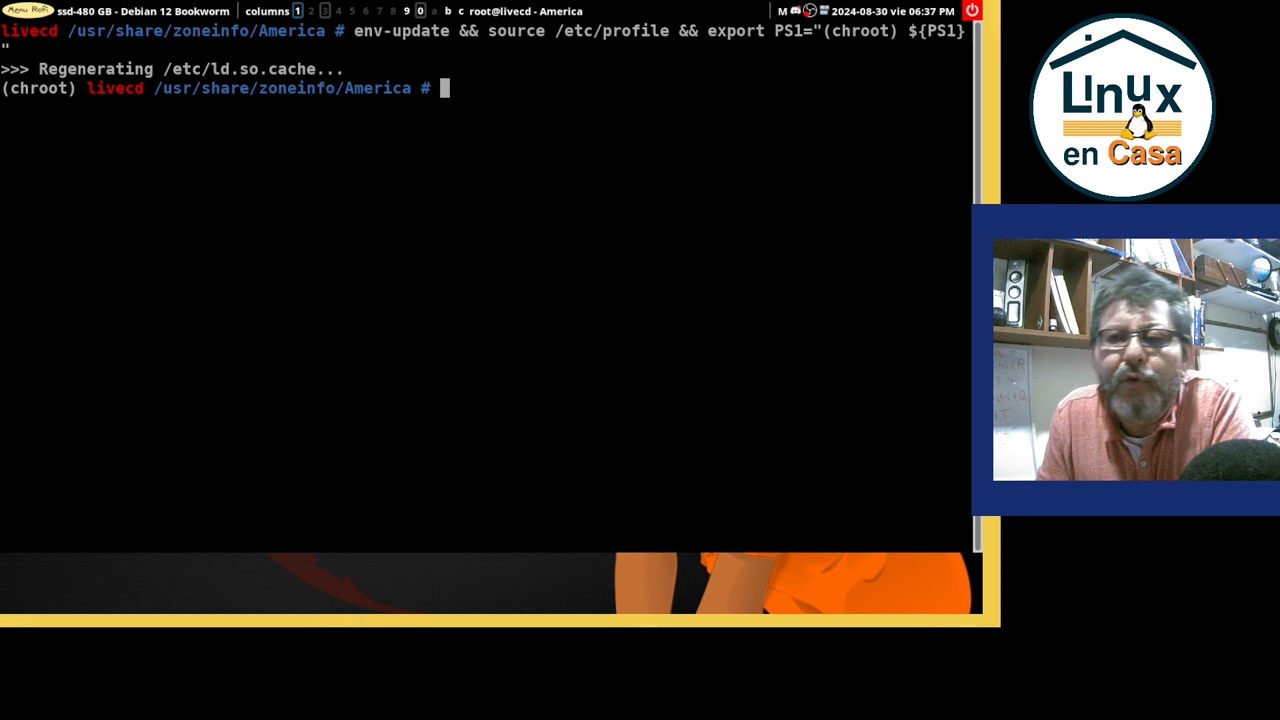 Menu Rofi ssd-480 GB - Debian 12 Bookworm columns 1 2 3 4 5 6 7 8 9 0 a b c root@livecd - America M 2024-08-30 vie 06:37 PM
livecd /usr/share/zoneinfo/America # env-update && source /etc/profile && export PS1="(chroot) ${PS1}
"
>>> Regenerating /etc/ld.so.cache...
(chroot) livecd /usr/share/zoneinfo/America #
Linux
en Casa